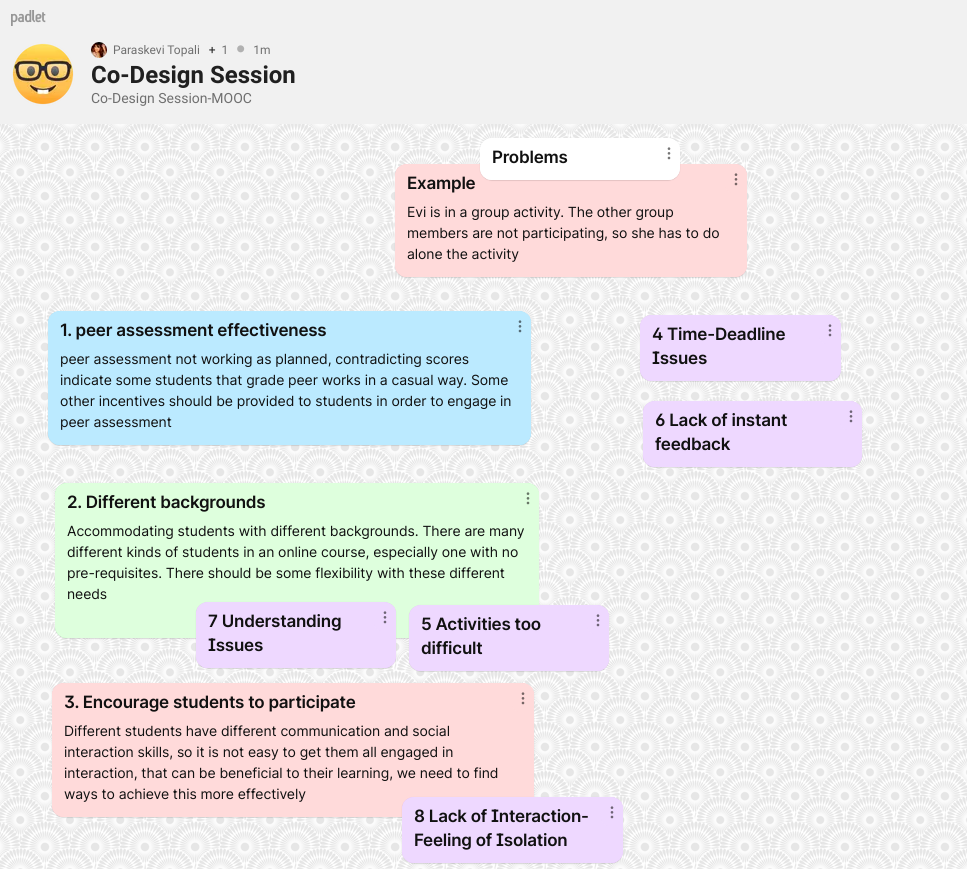 padlet
Paraskevi Topali + 1 • 1m
Co-Design Session
Co-Design Session-MOOC
Problems
Example
Evi is in a group activity. The other group
members are not participating, so she has to do
alone the activity
1. peer assessment effectiveness
peer assessment not working as planned, contradicting scores
indicate some students that grade peer works in a casual way. Some
other incentives should be provided to students in order to engage in
peer assessment
4 Time-Deadline
Issues
6 Lack of instant
feedback
2. Different backgrounds
Accommodating students with different backgrounds. There are many
different kinds of students in an online course, especially one with no
pre-requisites. There should be some flexibility with these different
needs
7 Understanding
Issues
5 Activities too
difficult
3. Encourage students to participate
Different students have different communication and social
interaction skills, so it is not easy to get them all engaged in
interaction, that can be beneficial to their learning, we need to find
ways to achieve this more effectively
8 Lack of Interaction-
Feeling of Isolation